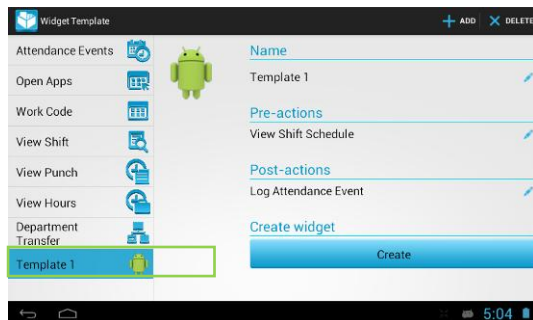 Widget Template
ADD
DELETE
Attendance Events
Open Apps
Work Code
View Shift
View Punch
View Hours
Department
Transfer
Template 1
Name
Template 1
Pre-actions
View Shift Schedule
Post-actions
Log Attendance Event
Create widget
Create
5:04